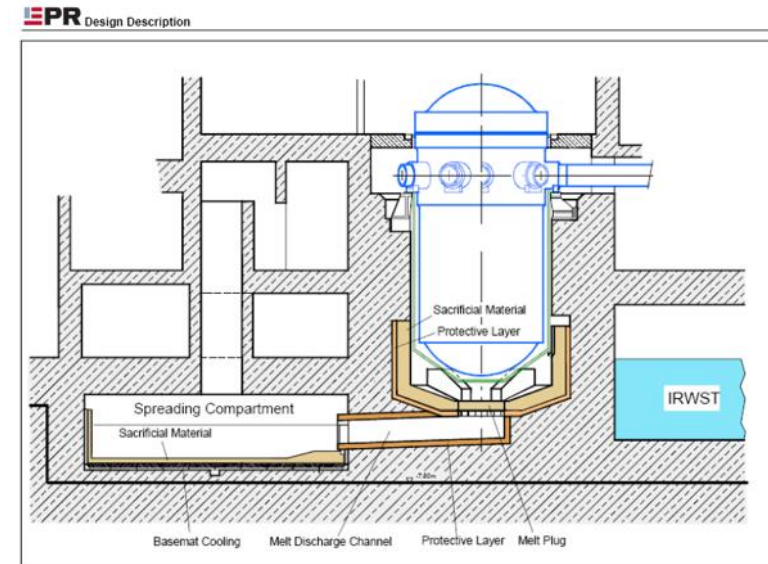 EPR Design Description
Sacrificial Material
Protective Layer
IRWST
Spreading Compartment
Sacrificial Material
Basemat Cooling
Melt Discharge Channel
Protective Layer
Melt Plug